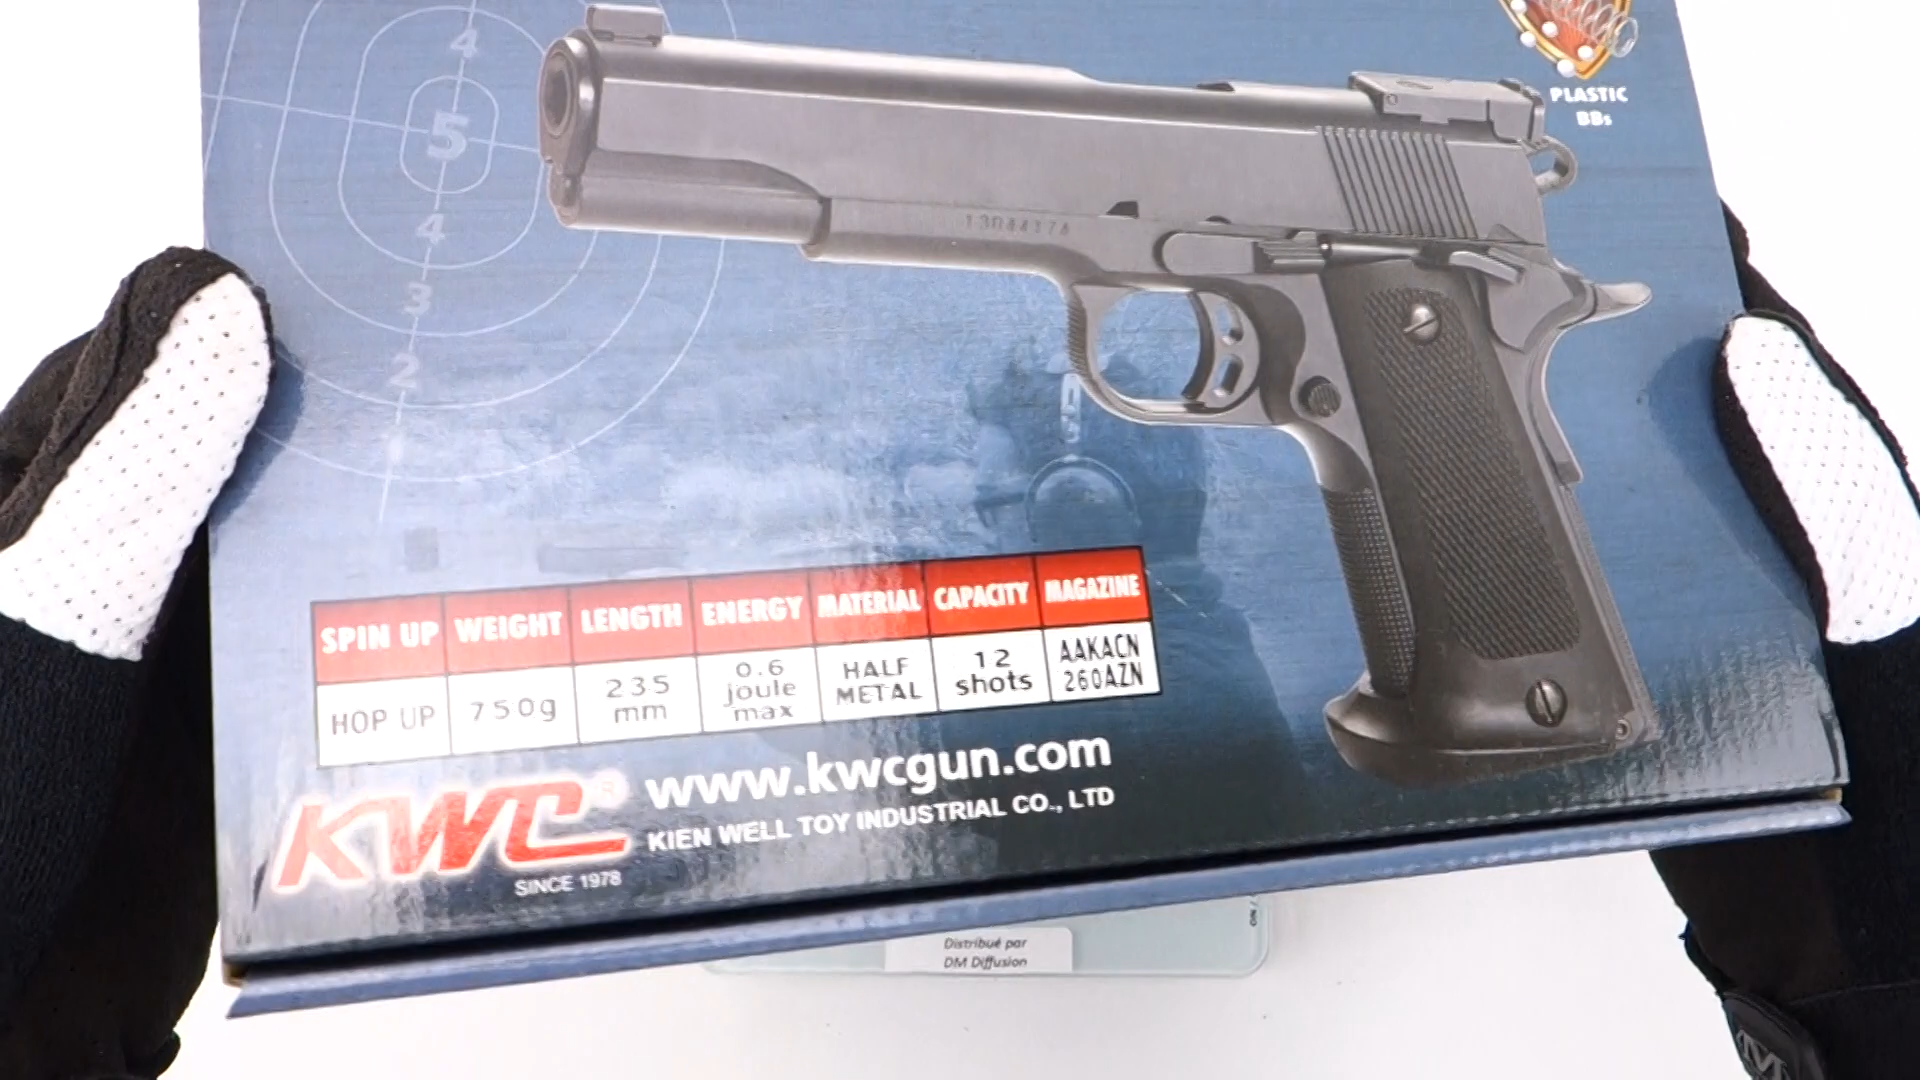 4
5
4
3
2
1
PLASTIC
BBs
13044174
SPIN UP WEIGHT LENGTH ENERGY MATERIAL CAPACITY MAGAZINE
HOP UP 750g 235 mm 0.6 joule max HALF METAL 12 shots AAKACN 260AZN
KWC®
SINCE 1978
www.kwcgun.com
KIEN WELL TOY INDUSTRIAL CO., LTD
Distribué par
DM Diffusion